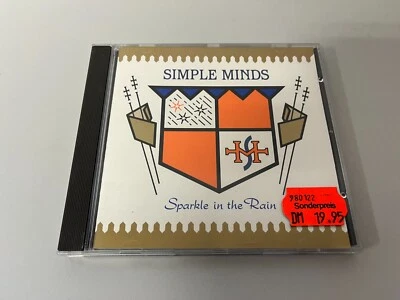 SIMPLE MINDS
Sparkle in the Rain
980122
Sonderpreis
DM 19.95